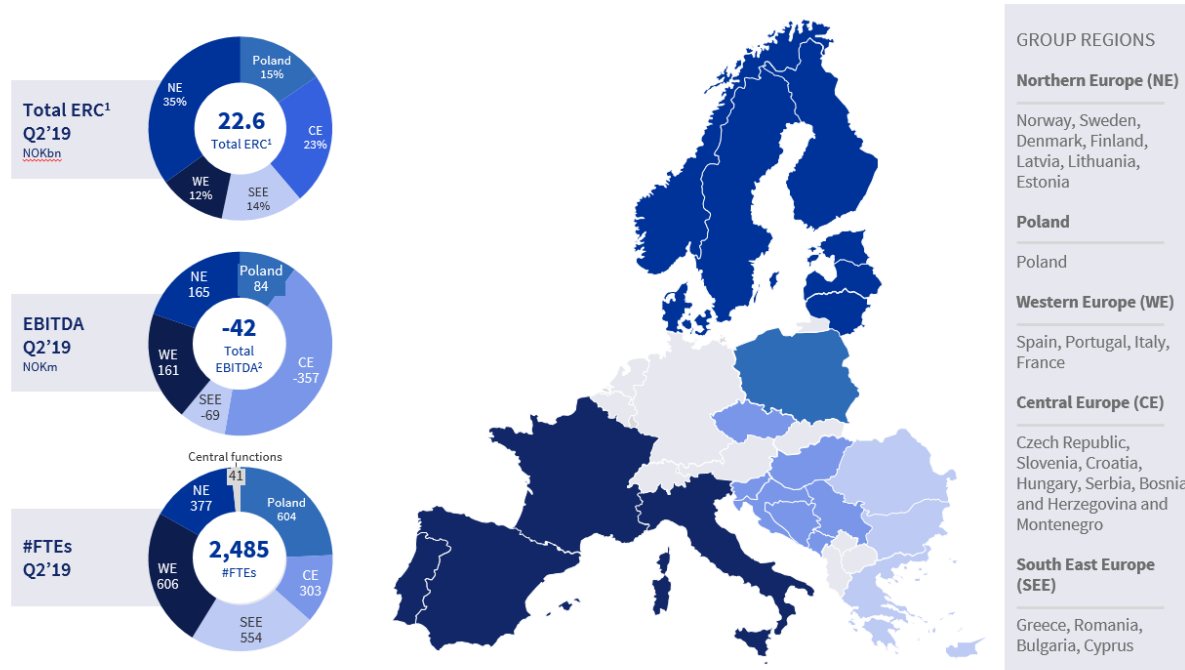 Total ERC¹
Q2’19
NOKbn
Poland
15%
NE
35%
CE
23%
WE
12%
SEE
14%
22.6
Total ERC¹
EBITDA
Q2’19
NOKm
NE
165
Poland
84
-42
Total
EBITDA²
WE
161
CE
-357
SEE
-69
#FTEs
Q2’19
Central functions
41
NE
377
Poland
604
2,485
#FTEs
WE
606
CE
303
SEE
554
GROUP REGIONS
Northern Europe (NE)
Norway, Sweden,
Denmark, Finland,
Latvia, Lithuania,
Estonia
Poland
Poland
Western Europe (WE)
Spain, Portugal, Italy,
France
Central Europe (CE)
Czech Republic,
Slovenia, Croatia,
Hungary, Serbia, Bosnia
and Herzegovina and
Montenegro
South East Europe
(SEE)
Greece, Romania,
Bulgaria, Cyprus